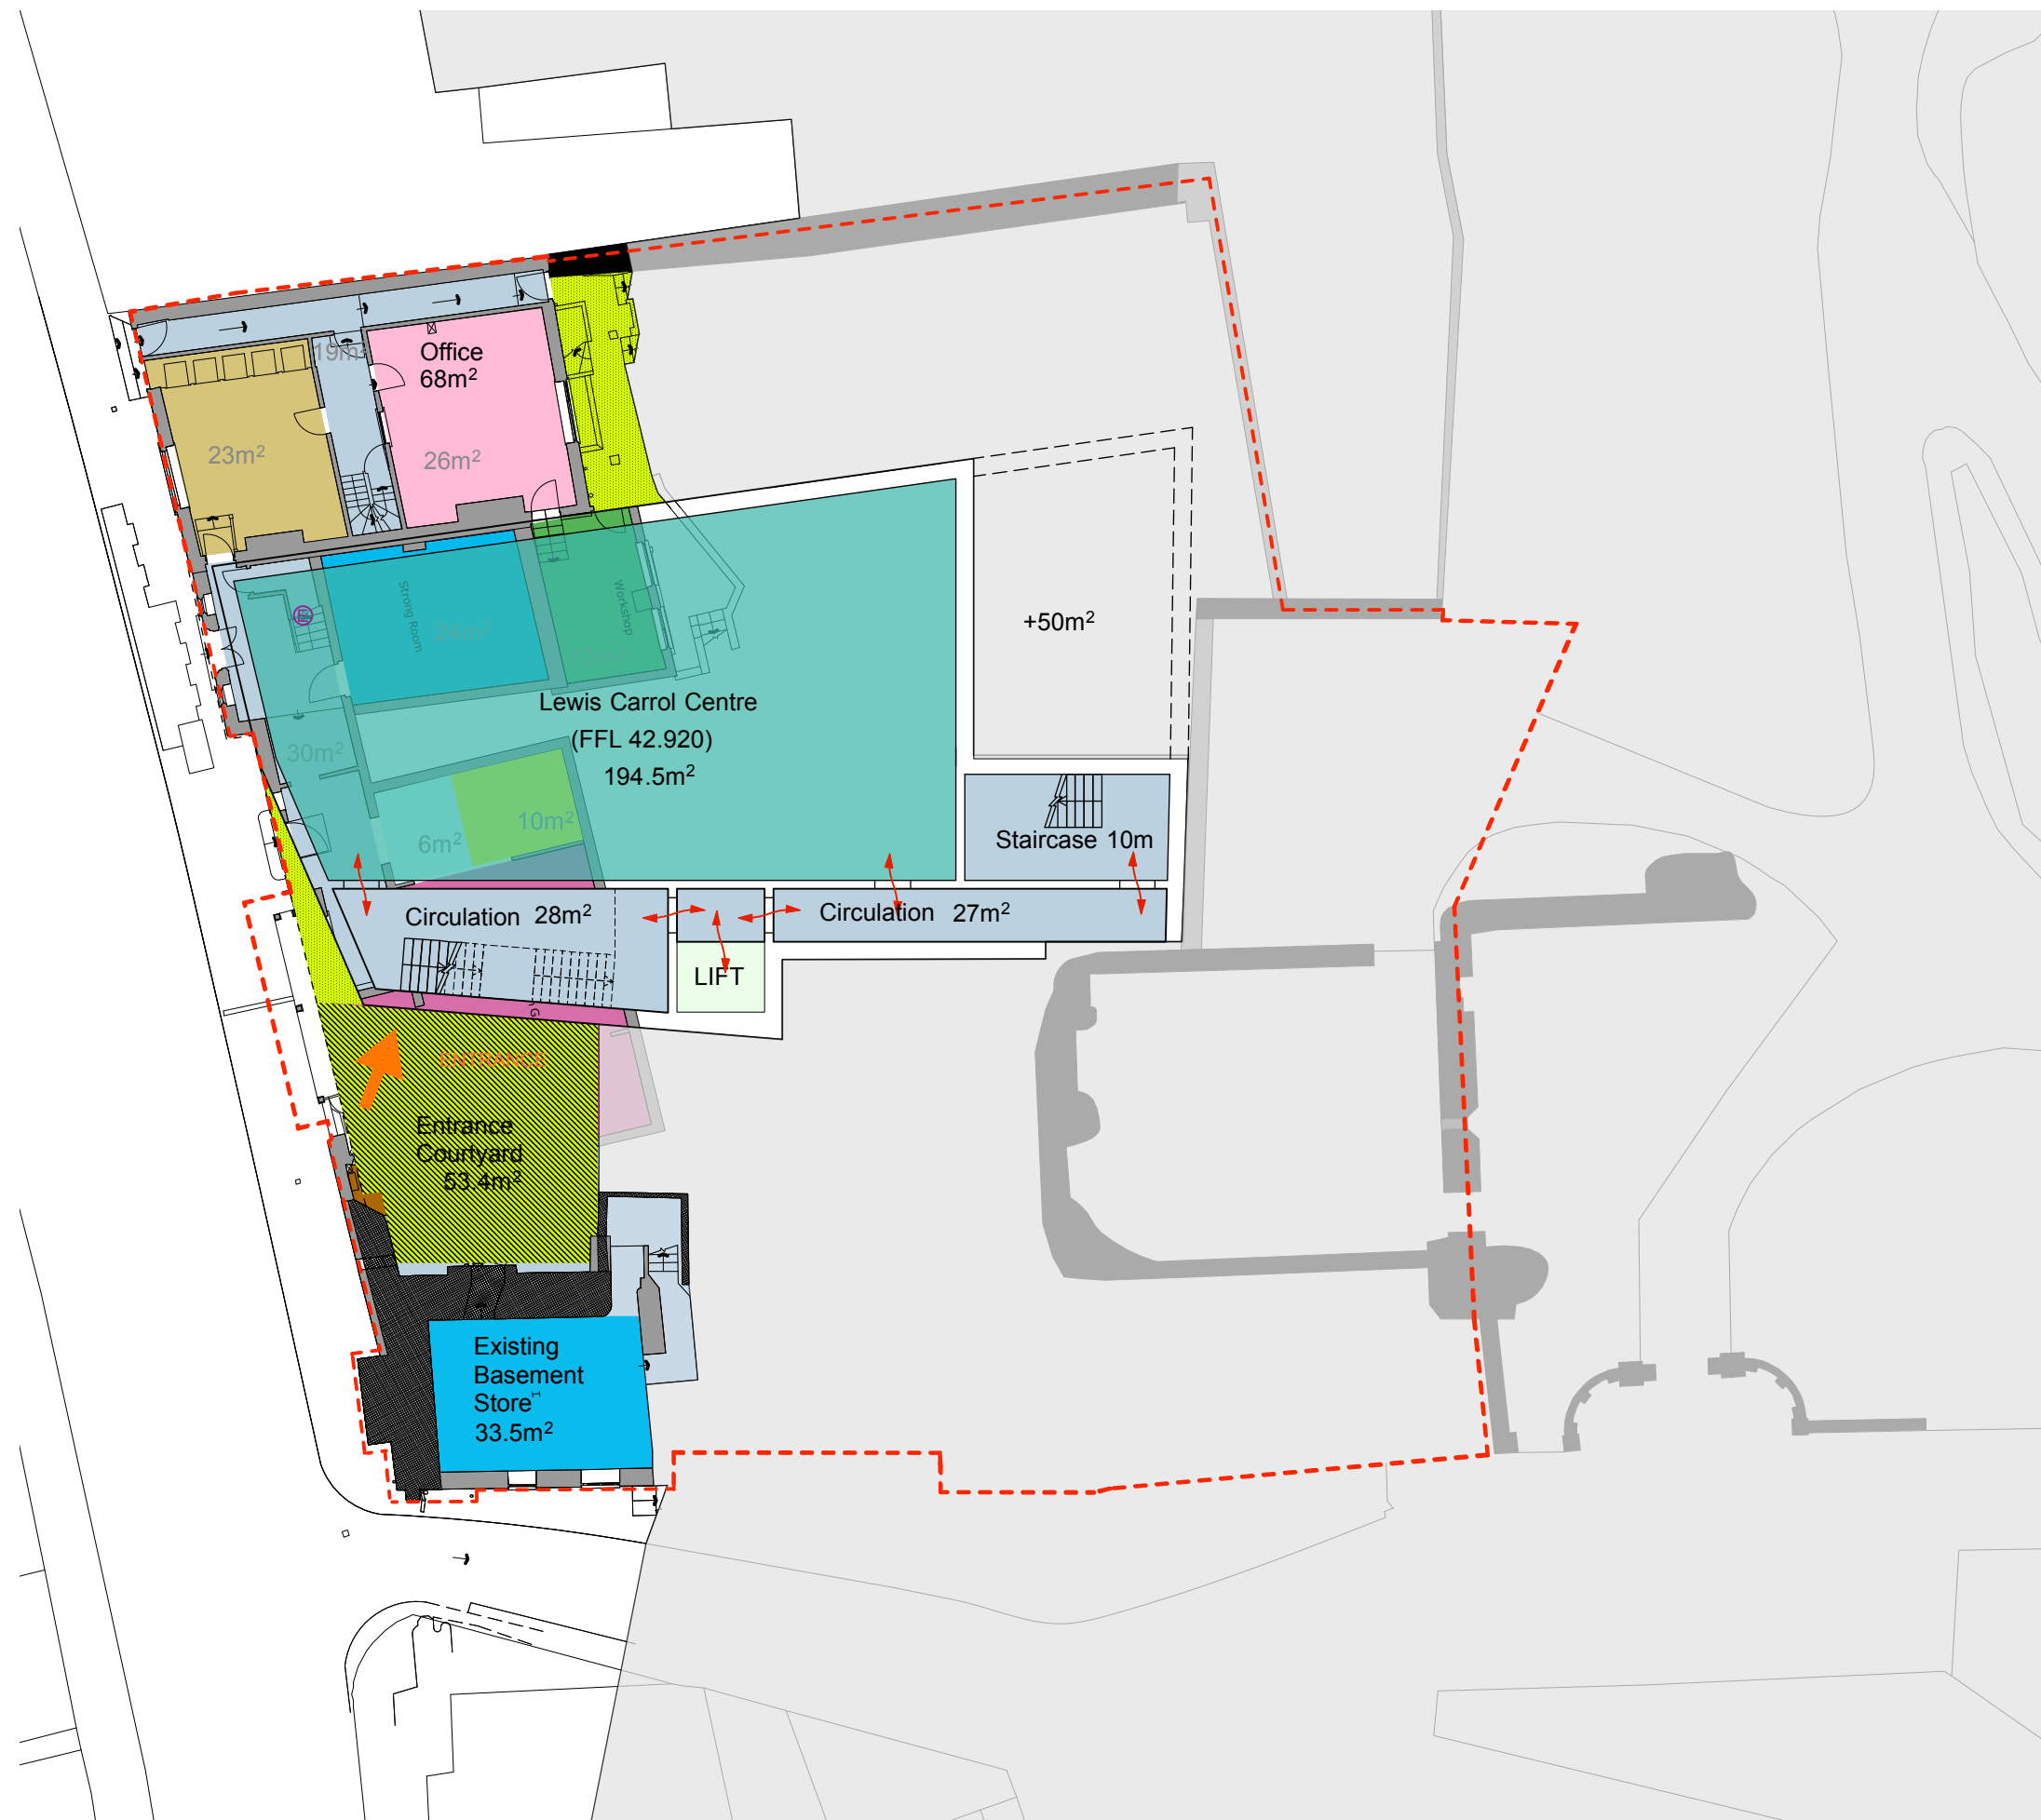 19m²
Office
68m²
23m²
26m²
Strong Room
24m²
Workshop
+50m²
Lewis Carrol Centre
(FFL 42.920)
194.5m²
30m²
10m²
6m²
Staircase 10m
Circulation 28m²
Circulation 27m²
LIFT
ENTRANCE
Entrance
Courtyard
53.4m²
Existing
Basement
Store
33.5m²